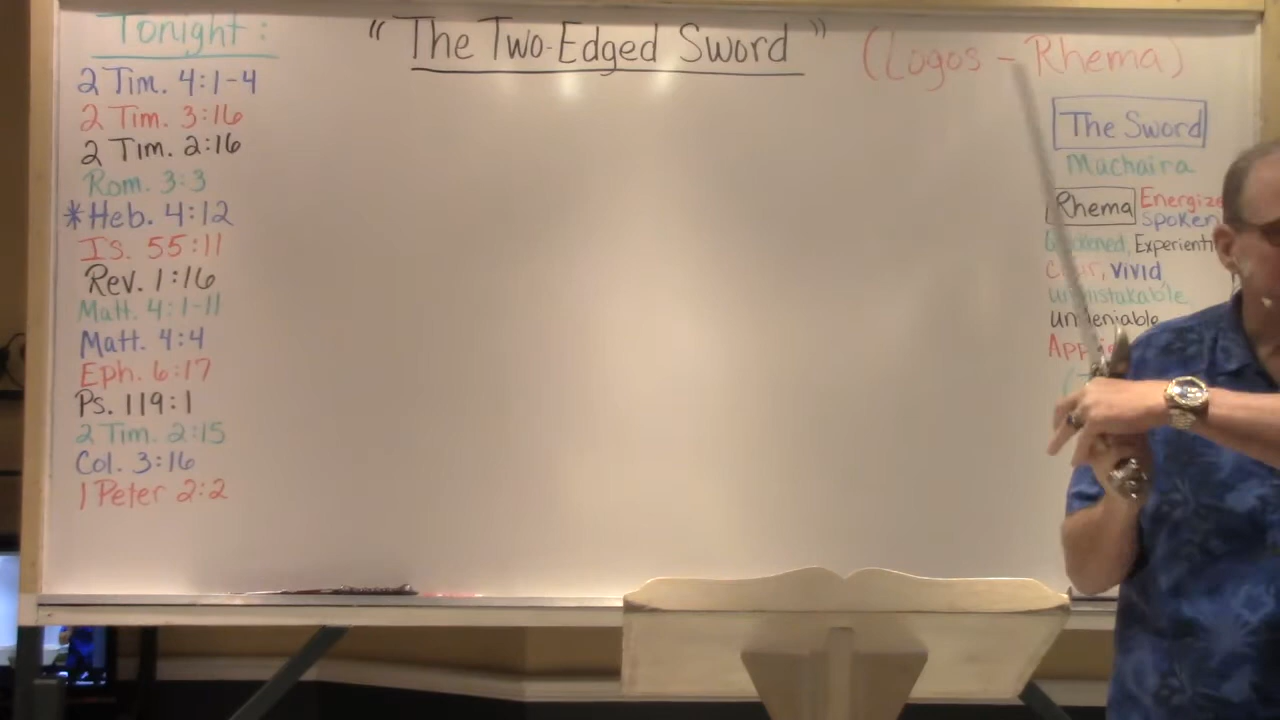 Tonight:
2 Tim. 4:1-4
2 Tim. 3:16
2 Tim. 2:16
Rom. 3:3
*Heb. 4:12
Is. 55:11
Rev. 1:16
Matt. 4:1-11
Matt. 4:4
Eph. 6:17
Ps. 119:1
2 Tim. 2:15
Col. 3:16
1 Peter 2:2
"The Two-Edged Sword"
(Logos - Rhema)
The Sword
Machaira
Rhema Energize
spoken
Vivid,